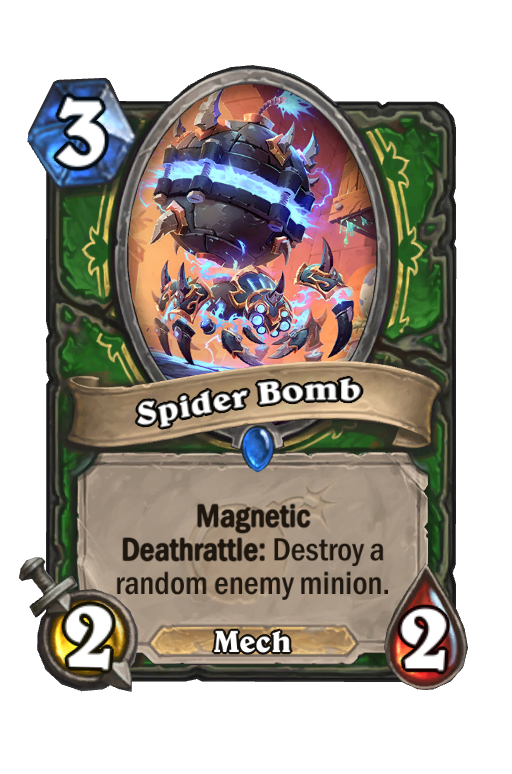 3
Spider Bomb
Magnetic
Deathrattle: Destroy a
random enemy minion.
2
Mech
2